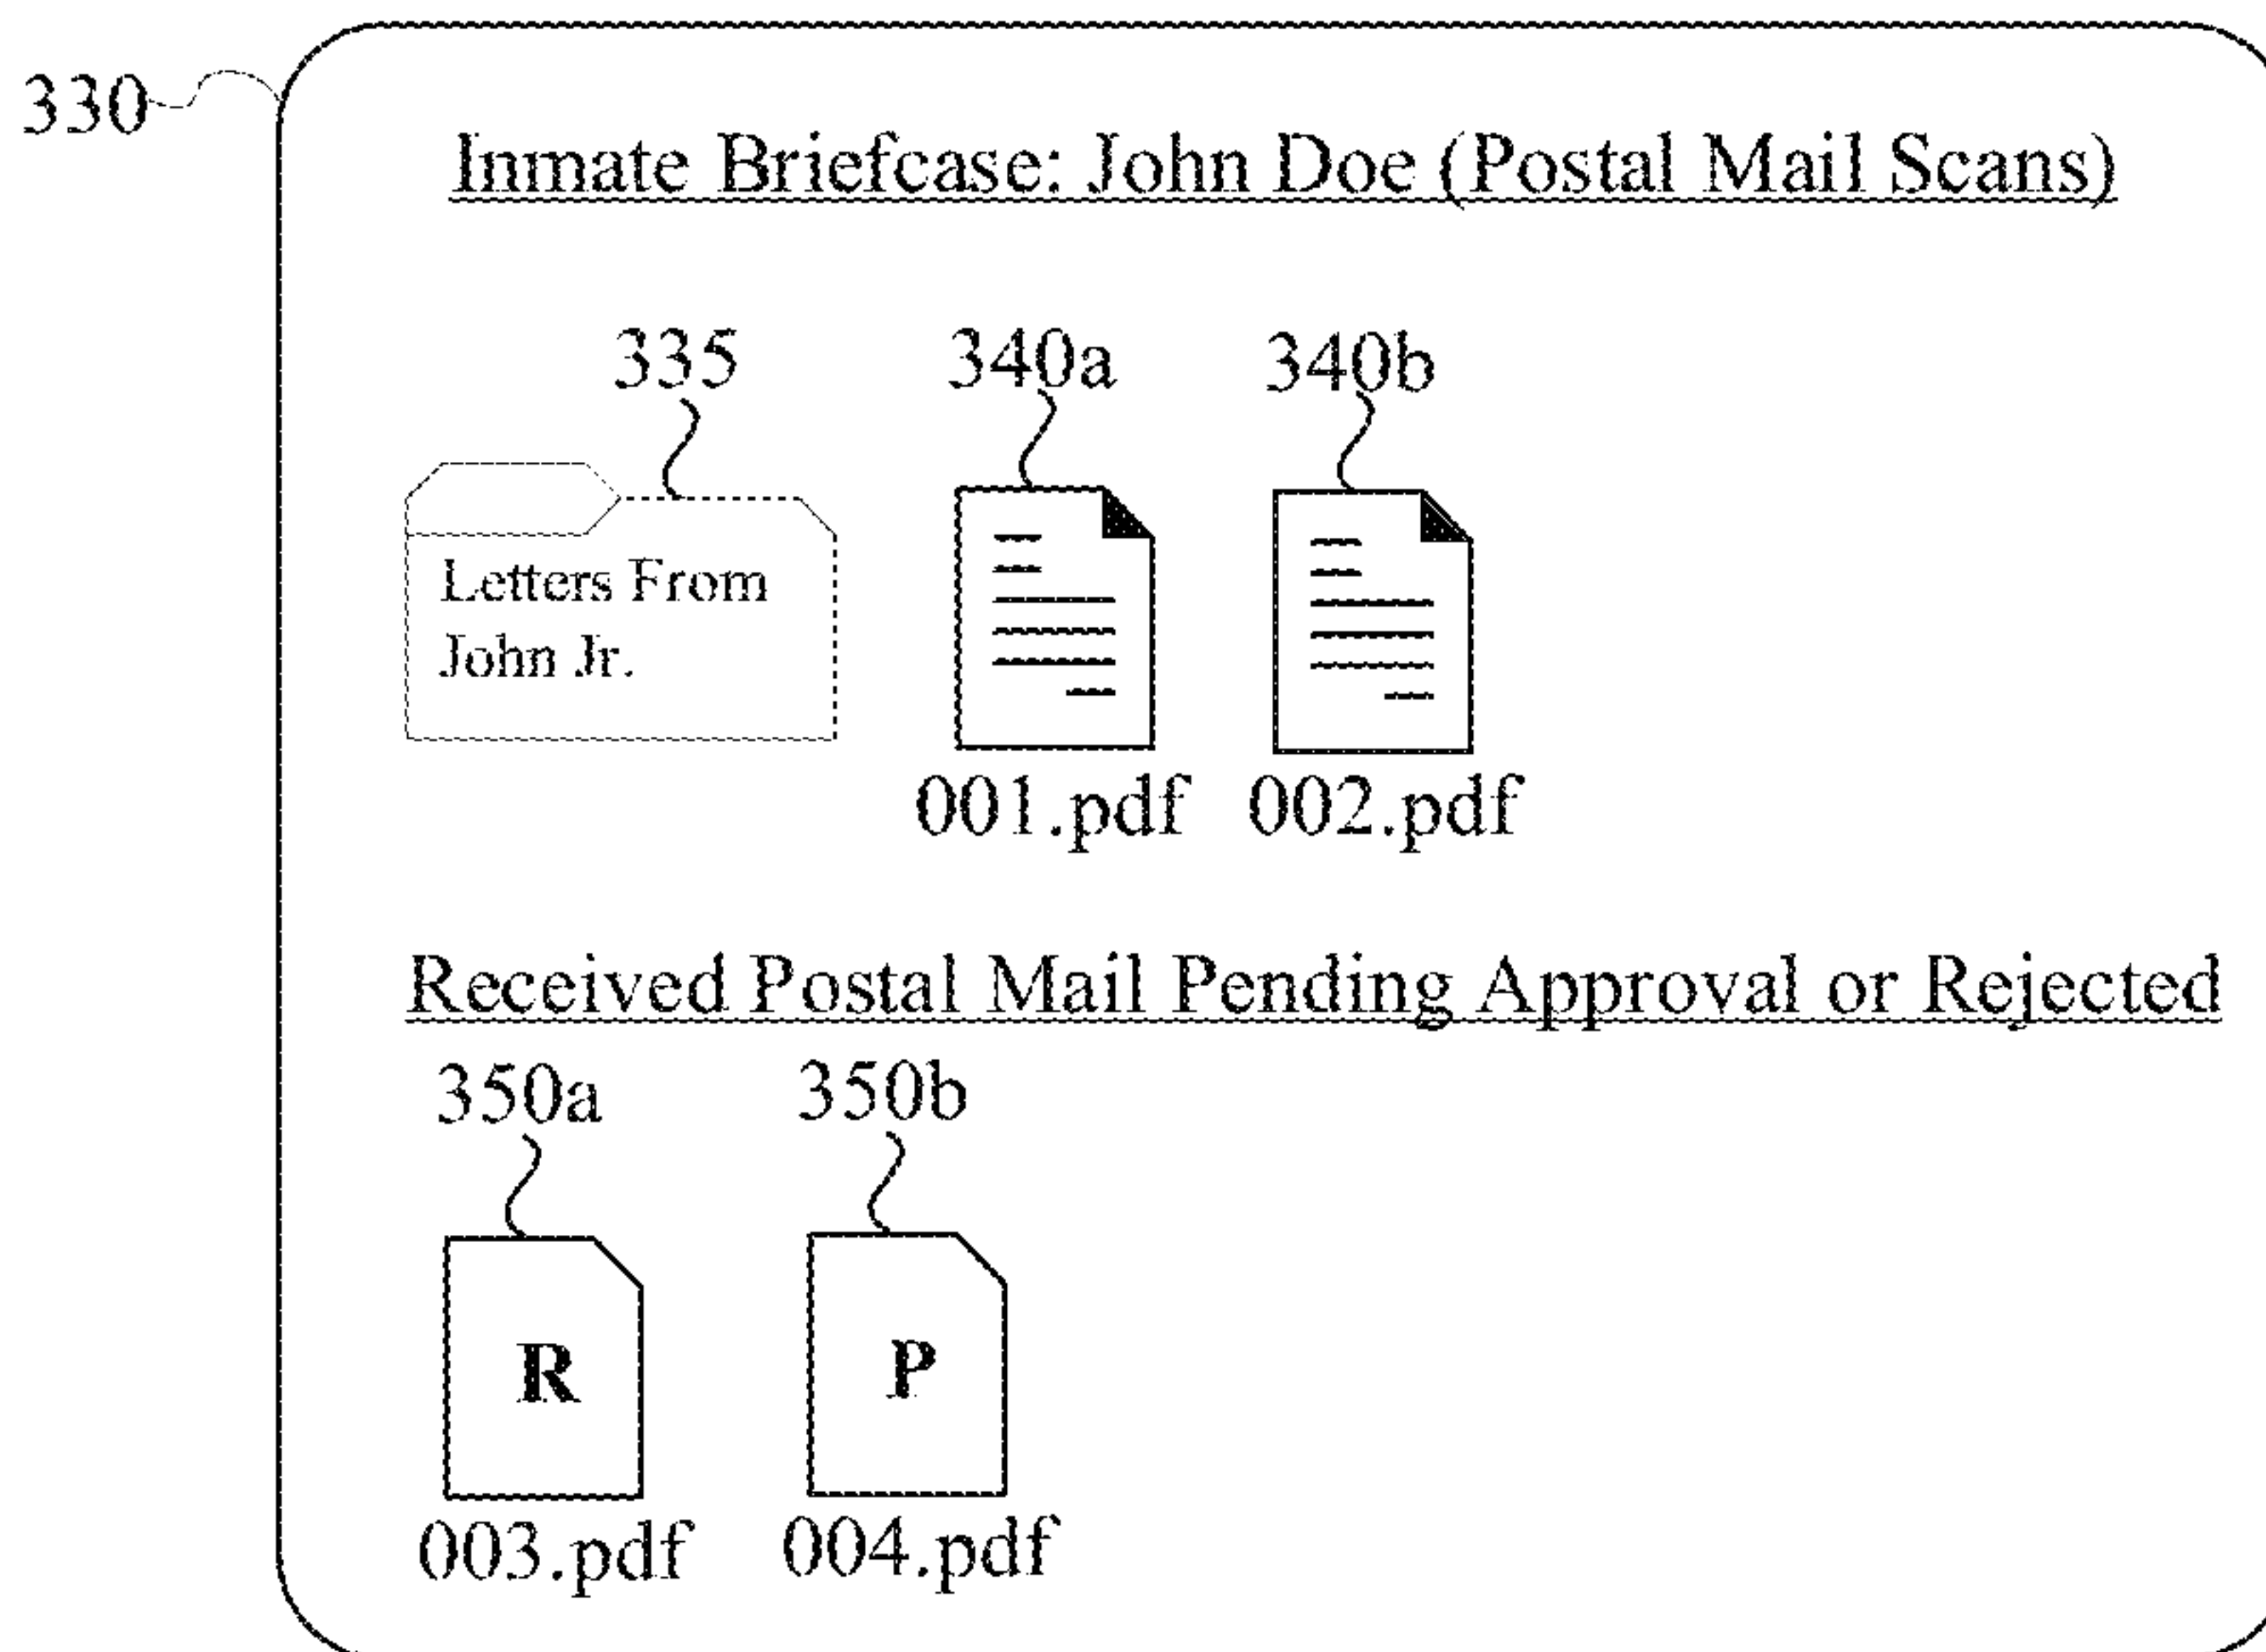 330
Inmate Briefcase: John Doe (Postal Mail Scans)
335 340a 340b
Letters From
John Jr.
001.pdf 002.pdf
Received Postal Mail Pending Approval or Rejected
350a 350b
R P
003.pdf 004.pdf